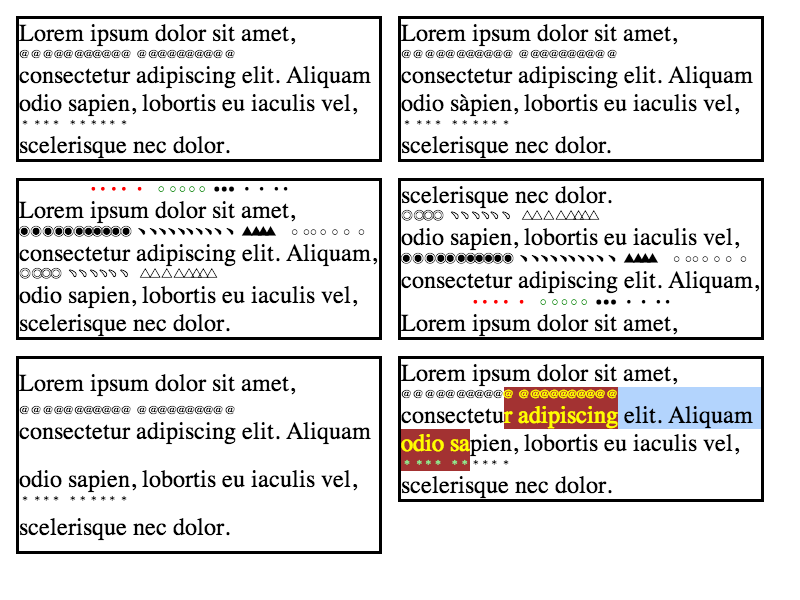 Lorem ipsum dolor sit amet,
consectetur adipiscing elit. Aliquam
odio sapien, lobortis eu iaculis vel,
scelerisque nec dolor.
Lorem ipsum dolor sit amet,
consectetur adipiscing elit. Aliquam
odio sàpien, lobortis eu iaculis vel,
scelerisque nec dolor.
Lorem ipsum dolor sit amet,
consectetur adipiscing elit. Aliquam,
odio sapien, lobortis eu iaculis vel,
scelerisque nec dolor.
scelerisque nec dolor.
odio sapien, lobortis eu iaculis vel,
consectetur adipiscing elit. Aliquam,
Lorem ipsum dolor sit amet,
Lorem ipsum dolor sit amet,
consectetur adipiscing elit. Aliquam
odio sapien, lobortis eu iaculis vel,
scelerisque nec dolor.
Lorem ipsum dolor sit amet,
consectetur adipiscing elit. Aliquam
odio sapien, lobortis eu iaculis vel,
scelerisque nec dolor.